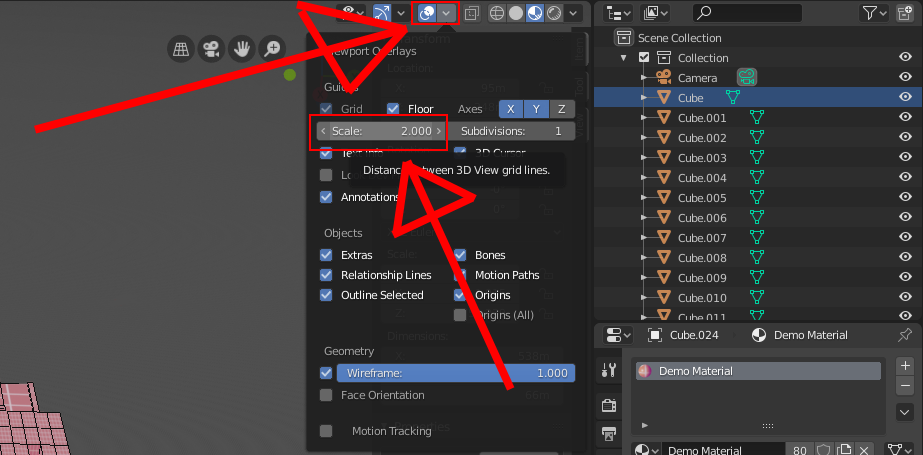 Viewport Overlays
Guides
Grid
Floor
Axes
X
Y
Z
Scale:
2.000
Subdivisions:
1
Text Info
3D Cursor
Distance between 3D View grid lines.
Annotations
Objects
Extras
Bones
Relationship Lines
Motion Paths
Outline Selected
Origins
Origins (All)
Geometry
Wireframe:
1.000
Face Orientation
Motion Tracking
Scene Collection
Collection
Camera
Cube
Cube.001
Cube.002
Cube.003
Cube.004
Cube.005
Cube.006
Cube.007
Cube.008
Cube.009
Cube.010
Cube.011
Cube.024
Demo Material
Demo Material
Demo Material
80